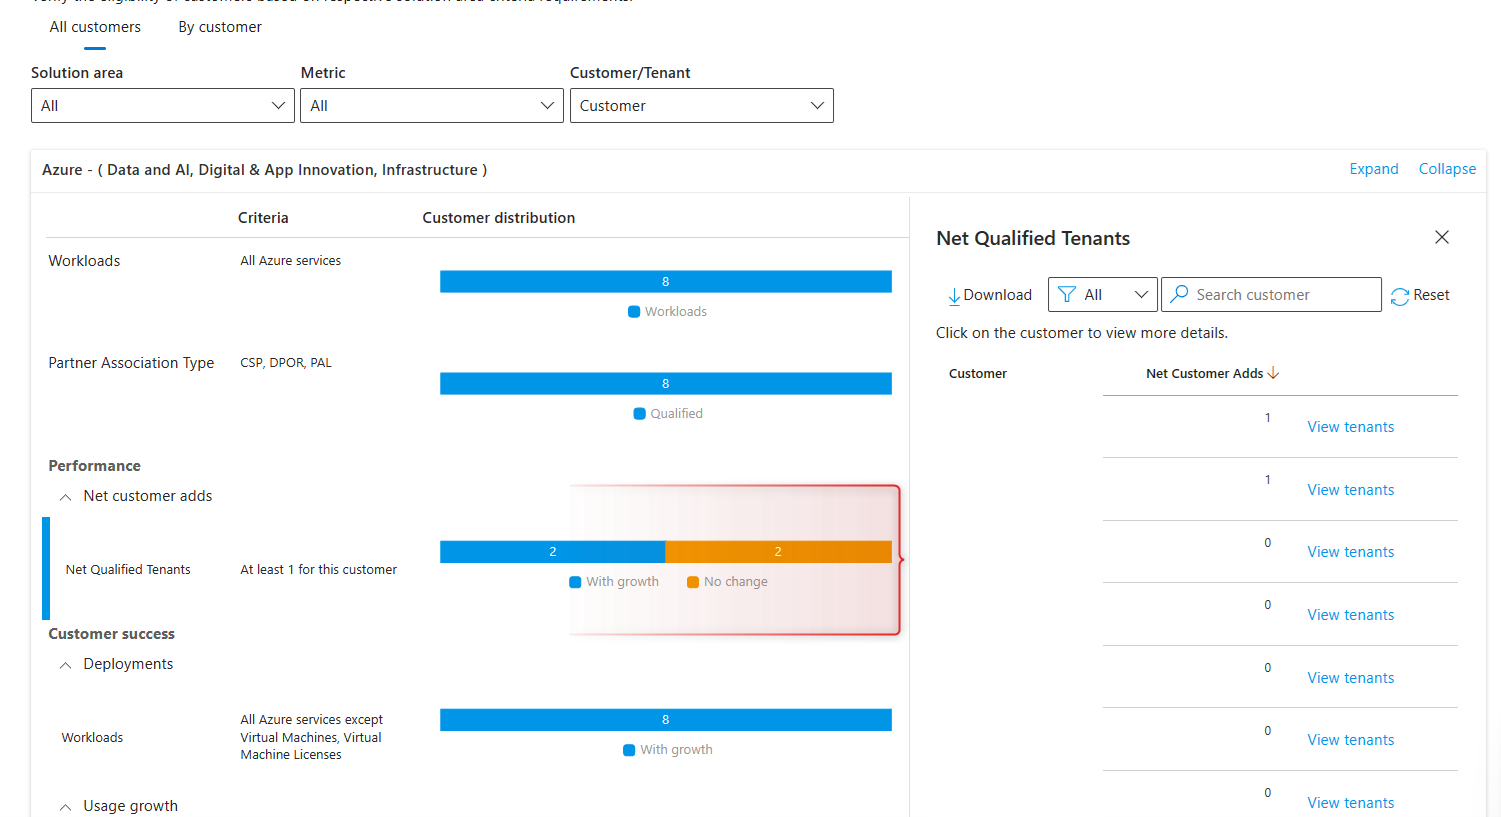 All customers
By customer
Solution area
Metric
Customer/Tenant
All
All
Customer
Azure - ( Data and AI, Digital & App Innovation, Infrastructure )
Expand
Collapse
Criteria
Customer distribution
Workloads
All Azure services
8
Workloads
Partner Association Type
CSP, DPOR, PAL
8
Qualified
Performance
Net customer adds
Net Qualified Tenants
At least 1 for this customer
2
2
With growth
No change
Customer success
Deployments
Workloads
All Azure services except
Virtual Machines, Virtual
Machine Licenses
8
With growth
Usage growth
Net Qualified Tenants
Download
All
Search customer
Reset
Click on the customer to view more details.
Customer
Net Customer Adds
1
View tenants
1
View tenants
0
View tenants
0
View tenants
0
View tenants
0
View tenants
0
View tenants